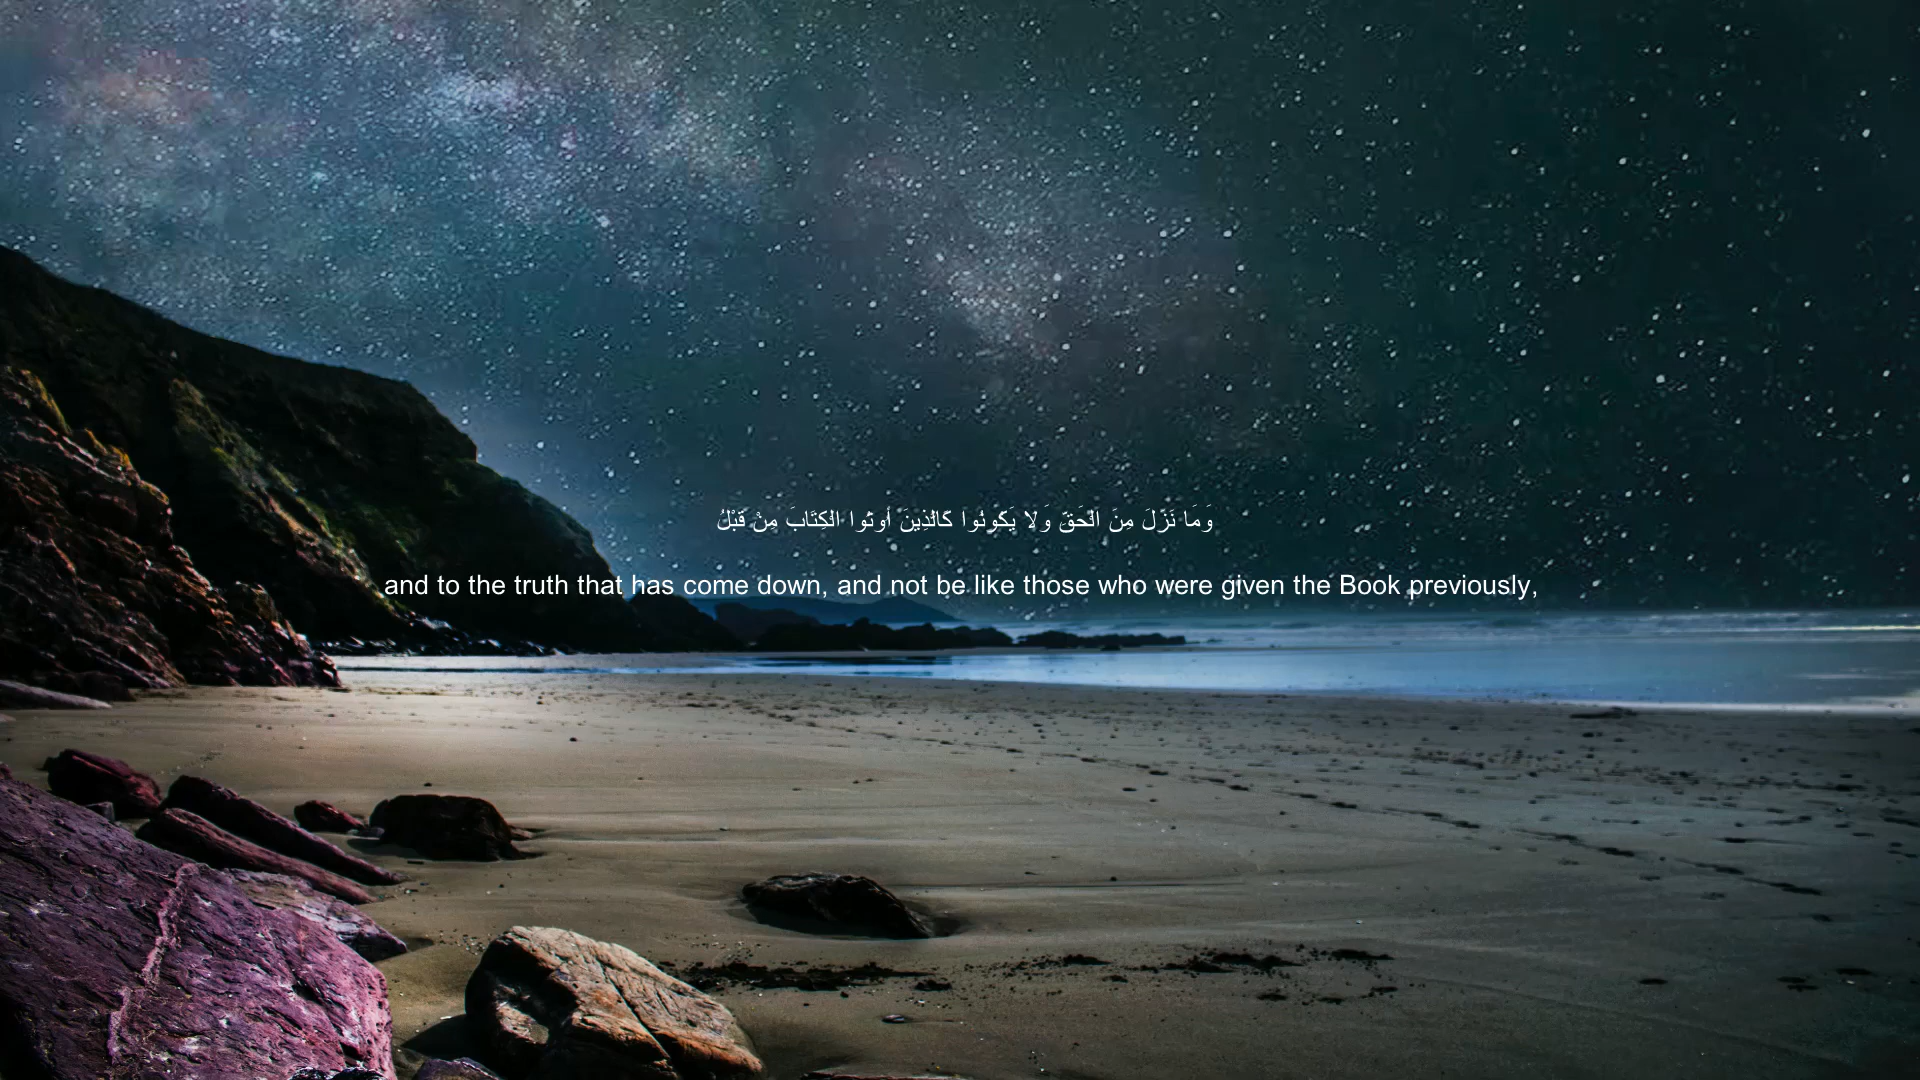 وَمَا نَزَلَ مِنَ الْحَقِّ وَلَا يَكُونُوا كَالَّذِينَ أُوتُوا الْكِتَابَ مِنْ قَبْلُ
and to the truth that has come down, and not be like those who were given the Book previously,